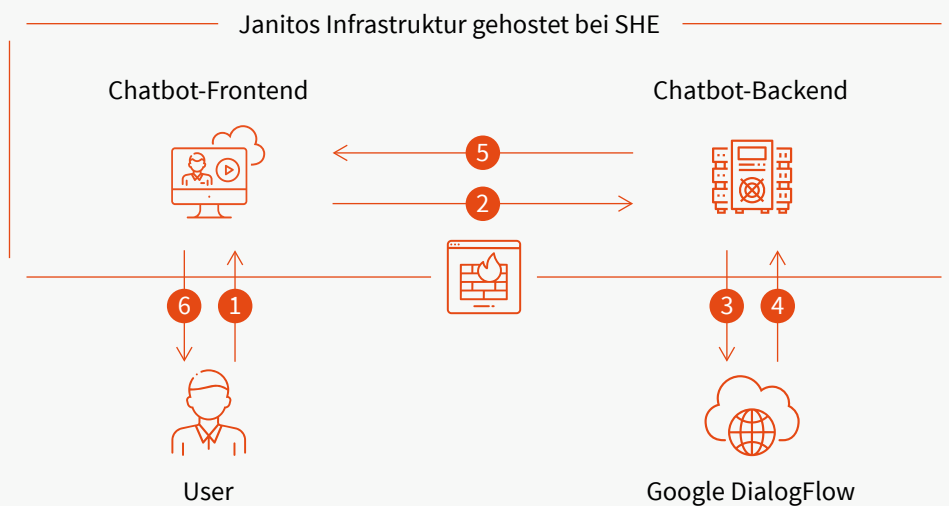 Janitos Infrastruktur gehostet bei SHE
Chatbot-Frontend
Chatbot-Backend
5
2
6
1
3
4
User
Google DialogFlow